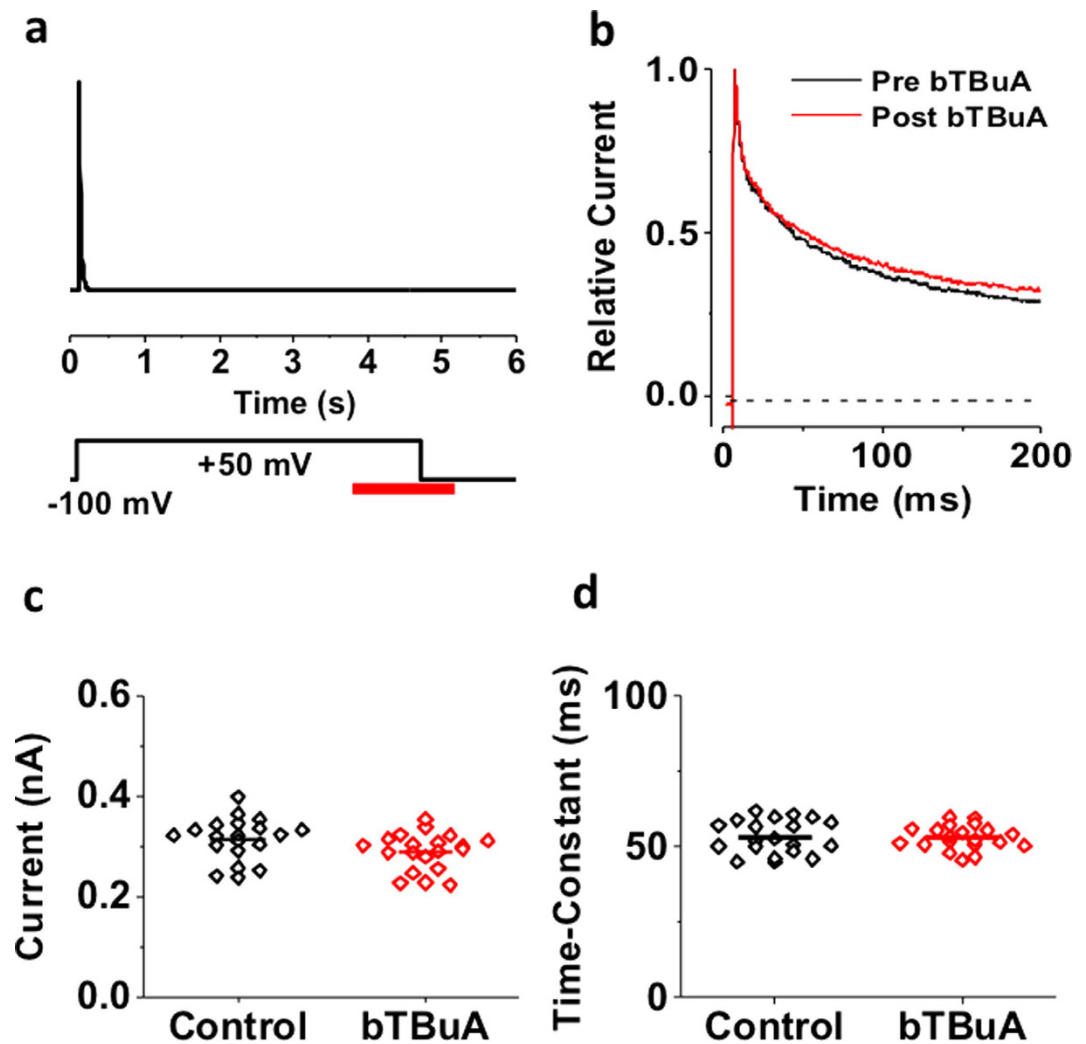 a
0 1 2 3 4 5 6
Time (s)
+50 mV
-100 mV
b
Pre bTBuA
Post bTBuA
1.0
0.5
0.0
Relative Current
0 100 200
Time (ms)
c
0.6
0.4
0.2
0.0
Current (nA)
Control bTBuA
d
100
50
0
Time-Constant (ms)
Control bTBuA